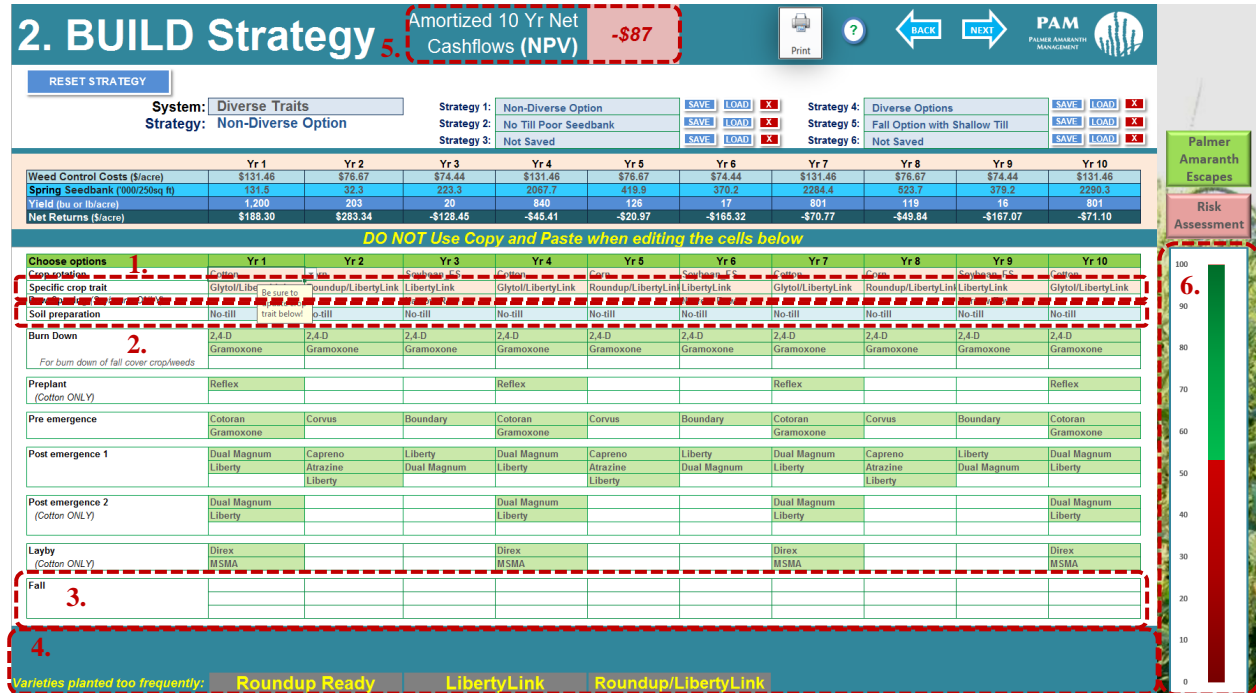 2. BUILD Strategy
5.
Amortized 10 Yr Net
Cashflows (NPV)
-$87
Print
?
BACK
NEXT
PAM
PALMER AMARANTH
MANAGEMENT
RESET STRATEGY
System: Diverse Traits
Strategy: Non-Diverse Option
Strategy 1: Non-Diverse Option SAVE LOAD X
Strategy 2: No Till Poor Seedbank SAVE LOAD X
Strategy 3: Not Saved SAVE LOAD X
Strategy 4: Diverse Options SAVE LOAD X
Strategy 5: Fall Option with Shallow Till SAVE LOAD X
Strategy 6: Not Saved SAVE LOAD X
Palmer
Amaranth
Escapes
Risk
Assessment
Yr 1 Yr 2 Yr 3 Yr 4 Yr 5 Yr 6 Yr 7 Yr 8 Yr 9 Yr 10
Weed Control Costs ($/acre) $131.46 $76.67 $74.44 $131.46 $76.67 $74.44 $131.46 $76.67 $74.44 $131.46
Spring Seedbank ('000/250sq ft) 131.5 32.3 223.3 2067.7 419.9 370.2 2284.4 523.7 379.2 2290.3
Yield (bu or lb/acre) 1,200 203 20 840 126 17 801 119 16 801
Net Returns ($/acre) $188.30 $283.34 -$128.45 -$45.41 -$20.97 -$165.32 -$70.77 -$49.84 -$167.07 -$71.10
DO NOT Use Copy and Paste when editing the cells below
Choose options Yr 1 Yr 2 Yr 3 Yr 4 Yr 5 Yr 6 Yr 7 Yr 8 Yr 9 Yr 10
1.
Crop rotation Cotton Soybean FS Cotton Corn Soybean FS Cotton Corn Soybean FS Cotton
Specific crop trait Glytol/Libe Roundup/LibertyLink LibertyLink Glytol/LibertyLink Roundup/LibertyLink LibertyLink Glytol/LibertyLink Roundup/LibertyLink LibertyLink Glytol/LibertyLink
Be sure to
trait below!
Soil preparation No-till No-till No-till No-till No-till No-till No-till No-till No-till
2.
Burn Down 2,4-D 2,4-D 2,4-D 2,4-D 2,4-D 2,4-D 2,4-D 2,4-D 2,4-D 2,4-D
Gramoxone Gramoxone Gramoxone Gramoxone Gramoxone Gramoxone Gramoxone Gramoxone Gramoxone Gramoxone
For burn down of fall cover crop/weeds
Preplant Reflex Reflex Reflex Reflex
(Cotton ONLY)
Pre emergence Cotoran Corvus Boundary Cotoran Corvus Boundary Cotoran Corvus Boundary Cotoran
Gramoxone Gramoxone Gramoxone Gramoxone
Post emergence 1 Dual Magnum Capreno Liberty Dual Magnum Capreno Liberty Dual Magnum Capreno Liberty Dual Magnum
Liberty Atrazine Dual Magnum Liberty Atrazine Dual Magnum Liberty Atrazine Dual Magnum Liberty
Liberty Liberty Liberty
Post emergence 2 Dual Magnum Dual Magnum Dual Magnum Dual Magnum
(Cotton ONLY) Liberty Liberty Liberty Liberty
Layby Direx Direx Direx Direx
(Cotton ONLY) MSMA MSMA MSMA MSMA
Fall
3.
4.
Varieties planted too frequently: Roundup Ready LibertyLink Roundup/LibertyLink
6.
100
90
80
70
60
50
40
30
20
10
0